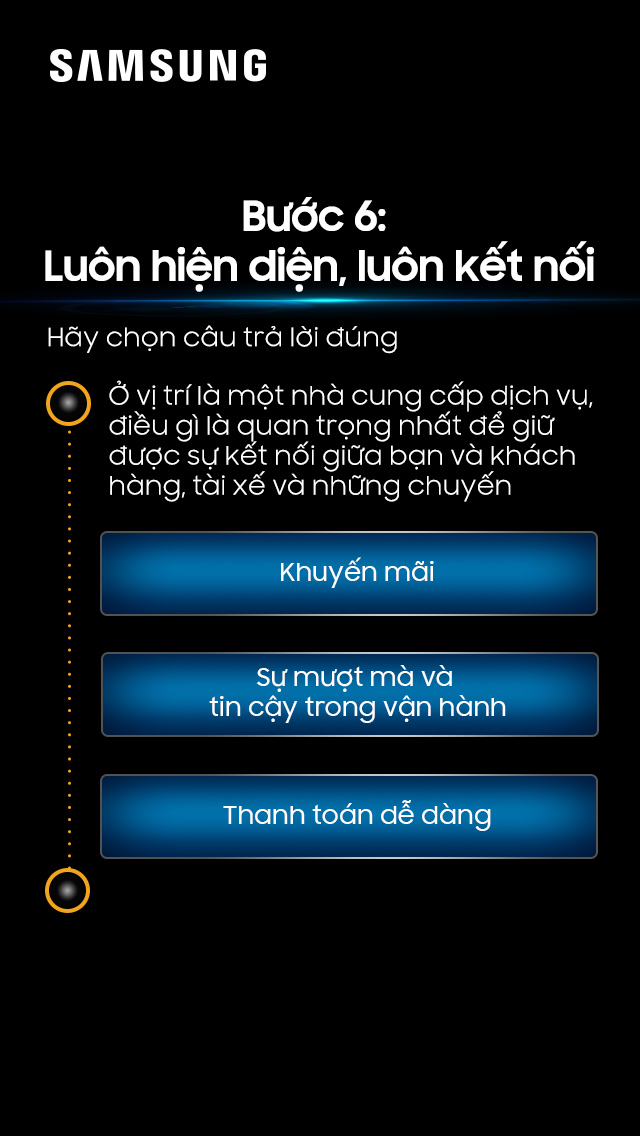 SAMSUNG
Bước 6:
Luôn hiện diện, luôn kết nối
Hãy chọn câu trả lời đúng
Ở vị trí là một nhà cung cấp dịch vụ,
điều gì là quan trọng nhất để giữ
được sự kết nối giữa bạn và khách
hàng, tài xế và những chuyến
Khuyến mãi
Sự mượt mà và
tin cậy trong vận hành
Thanh toán dễ dàng